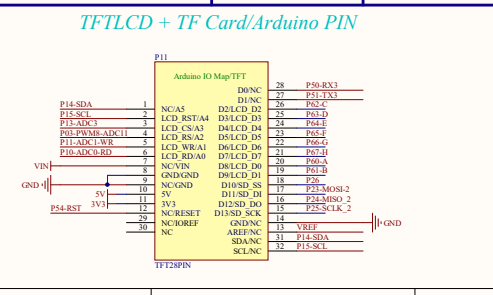 TFTLCD + TF Card/Arduino PIN
P11
Arduino IO Map/TFT
P14-SDA 1 NC/A5
P15-SCL 2 LCD_RST/A4
P13-ADC3 3 LCD_CS/A3
P03-PWM8-ADC11 4 LCD_RS/A2
P11-ADC1-WR 5 LCD_WR/A1
P10-ADC0-RD 6 LCD_RD/A0
VIN 7 NC/VIN
8 GND/GND
GND 9 NC/GND
5V 10 5V
3V3 11 3V3
P54-RST 12 NC/RESET
29 NC/IOREF
30 NC
D0/NC 28 P50-RX3
D1/NC 27 P51-TX3
D2/LCD_D2 26 P62-C
D3/LCD_D3 25 P63-D
D4/LCD_D4 24 P64-E
D5/LCD_D5 23 P65-F
D6/LCD_D6 22 P66-G
D7/LCD_D7 21 P67-H
D8/LCD_D0 20 P60-A
D9/LCD_D1 19 P61-B
D10/SD_SS 18 P26
D11/SD_DI 17 P23-MOSI-2
D12/SD_DO 16 P24-MISO_2
D13/SD_SCK 15 P25-SCLK_2
GND/NC 14 GND
AREF/NC 13 VREF
SDA/NC 31 P14-SDA
SCL/NC 32 P15-SCL
TFT28PIN